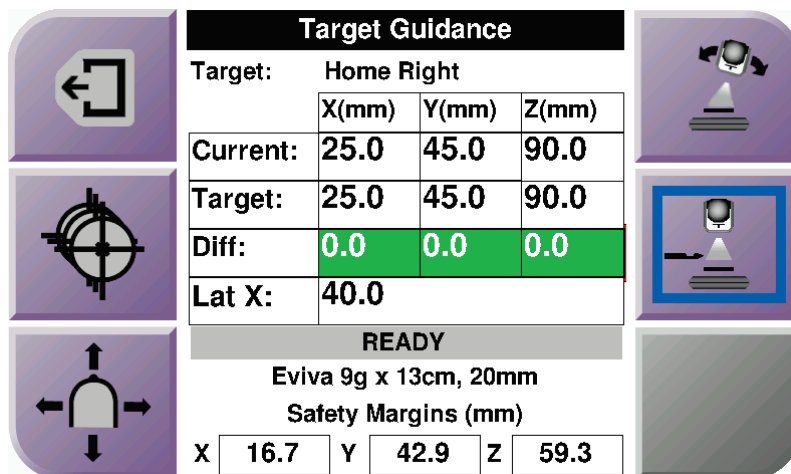 Target Guidance
Target: Home Right
X(mm) Y(mm) Z(mm)
Current: 25.0 45.0 90.0
Target: 25.0 45.0 90.0
Diff: 0.0 0.0 0.0
Lat X: 40.0
READY
Eviva 9g x 13cm, 20mm
Safety Margins (mm)
X 16.7 Y 42.9 Z 59.3